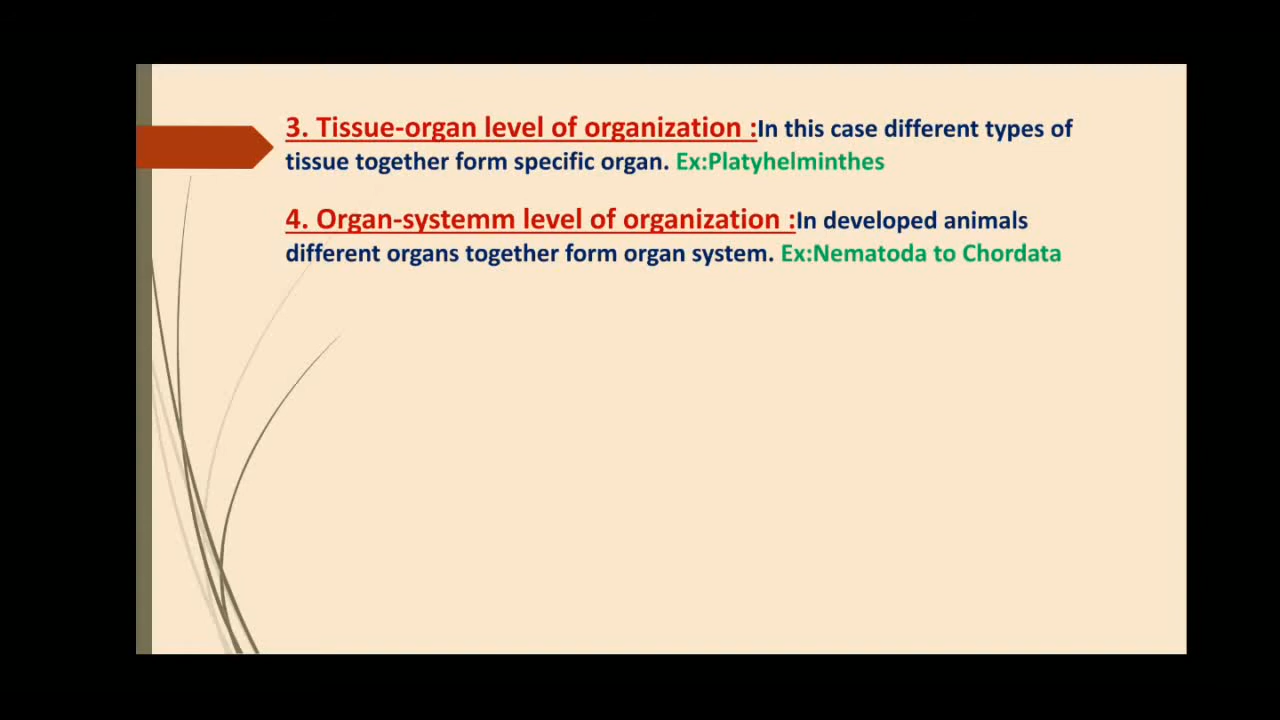 3. Tissue-organ level of organization :In this case different types of
tissue together form specific organ. Ex:Platyhelminthes
4. Organ-systemm level of organization :In developed animals
different organs together form organ system. Ex:Nematoda to Chordata